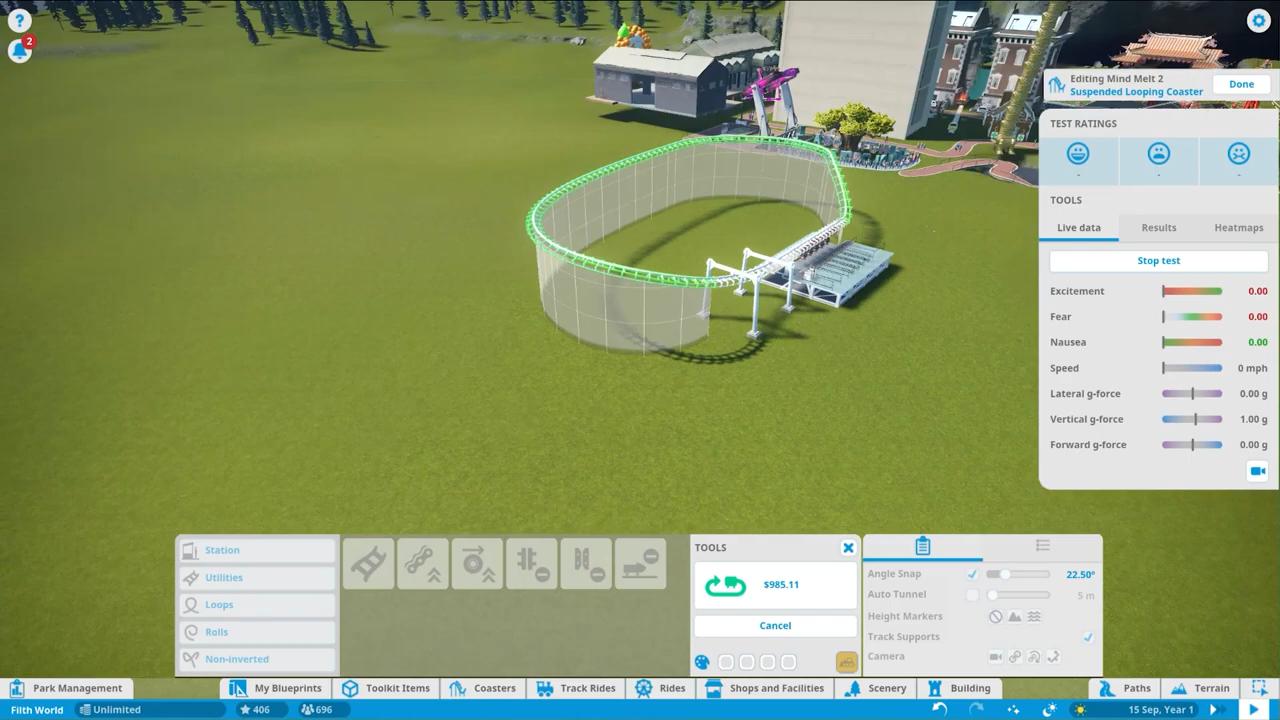 ?
2
Editing Mind Melt 2
Suspended Looping Coaster
Done
TEST RATINGS
- - -
TOOLS
Live data Results Heatmaps
Stop test
Excitement 0.00
Fear 0.00
Nausea 0.00
Speed 0 mph
Lateral g-force 0.00 g
Vertical g-force 1.00 g
Forward g-force 0.00 g
Station
Utilities
Loops
Rolls
Non-inverted
TOOLS
$985.11
Cancel
Angle Snap 22.50°
Auto Tunnel 5 m
Height Markers
Track Supports
Camera
Park Management My Blueprints Toolkit Items Coasters Track Rides Rides Shops and Facilities Scenery Building Paths Terrain
Filth World Unlimited 406 696 15 Sep, Year 1